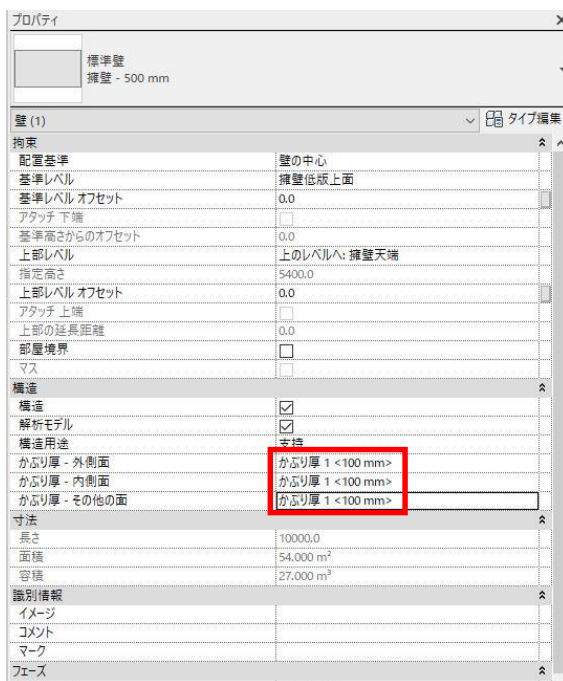 プロパティ
標準壁
擁壁 - 500 mm
壁 (1) タイプ編集
拘束
配置基準 壁の中心
基準レベル 擁壁低版上面
基準レベル オフセット 0.0
アタッチ 下端
基準高さからのオフセット 0.0
上部レベル 上のレベルへ: 擁壁天端
指定高さ 5400.0
上部レベル オフセット 0.0
アタッチ 上端
上部の延長距離 0.0
部屋境界
マス
構造
構造
解析モデル
構造用途 支持
かぶり厚 - 外側面 かぶり厚 1 <100 mm>
かぶり厚 - 内側面 かぶり厚 1 <100 mm>
かぶり厚 - その他の面 かぶり厚 1 <100 mm>
寸法
長さ 10000.0
面積 54.000 m²
容積 27.000 m³
識別情報
イメージ
コメント
マーク
フェーズ